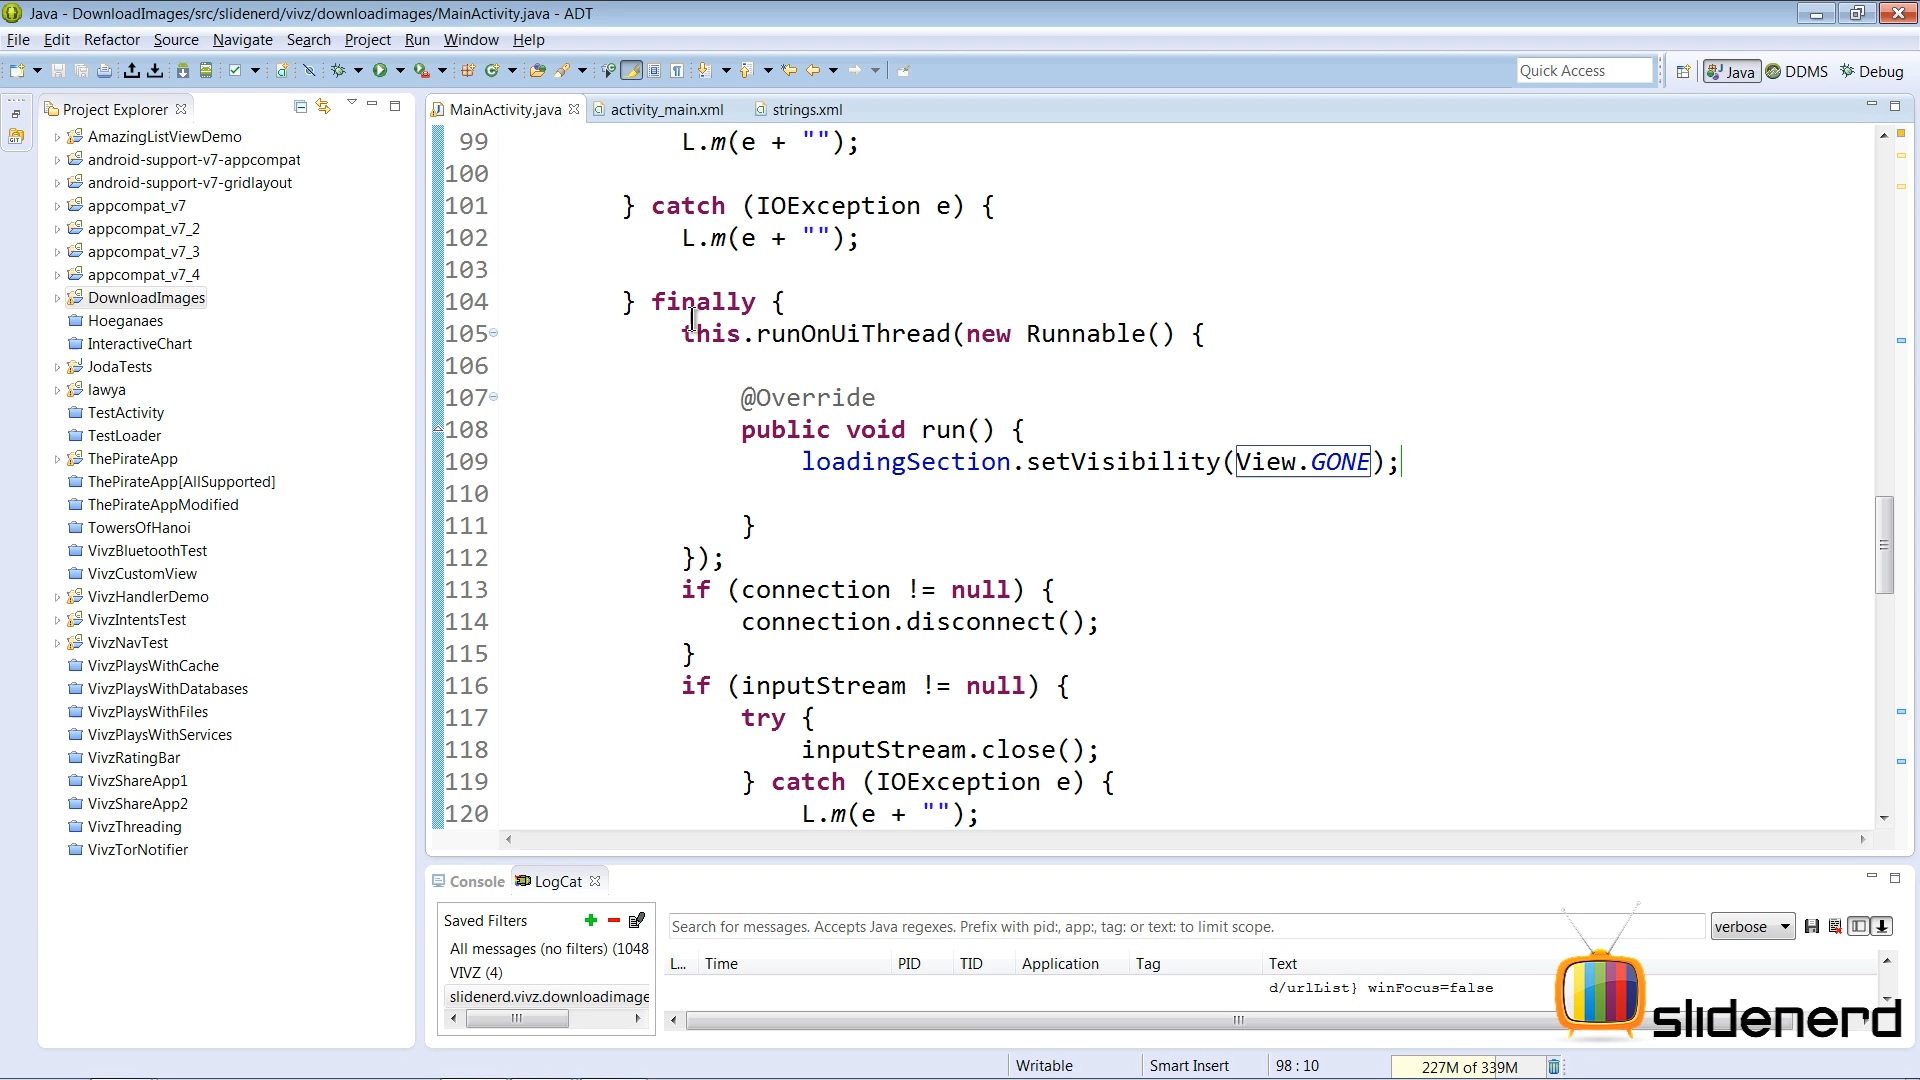 Java - DownloadImages/src/slidenerd/vivz/downloadimages/MainActivity.java - ADT
File Edit Refactor Source Navigate Search Project Run Window Help
Quick Access Java DDMS Debug
Project Explorer
AmazingListViewDemo
android-support-v7-appcompat
android-support-v7-gridlayout
appcompat_v7
appcompat_v7_2
appcompat_v7_3
appcompat_v7_4
DownloadImages
Hoeganaes
InteractiveChart
JodaTests
lawya
TestActivity
TestLoader
ThePirateApp
ThePirateApp[AllSupported]
ThePirateAppModified
TowersOfHanoi
VivzBluetoothTest
VivzCustomView
VivzHandlerDemo
VivzIntentsTest
VivzNavTest
VivzPlaysWithCache
VivzPlaysWithDatabases
VivzPlaysWithFiles
VivzPlaysWithServices
VivzRatingBar
VivzShareApp1
VivzShareApp2
VivzThreading
VivzTorNotifier
MainActivity.java activity_main.xml strings.xml
99 L.m(e + "");
100
101 } catch (IOException e) {
102 L.m(e + "");
103
104 } finally {
105 this.runOnUiThread(new Runnable() {
106
107 @Override
108 public void run() {
109 loadingSection.setVisibility(View.GONE);
110
111 }
112 });
113 if (connection != null) {
114 connection.disconnect();
115 }
116 if (inputStream != null) {
117 try {
118 inputStream.close();
119 } catch (IOException e) {
120 L.m(e + "");
Console LogCat
Saved Filters
All messages (no filters) (1048
VIVZ (4)
slidenerd.vivz.downloadimage
Search for messages. Accepts Java regexes. Prefix with pid:, app:, tag: or text: to limit scope.
verbose
L... Time PID TID Application Tag Text
d/urlList} winFocus=false
slidenerd
Writable Smart Insert 98 : 10 227M of 339M